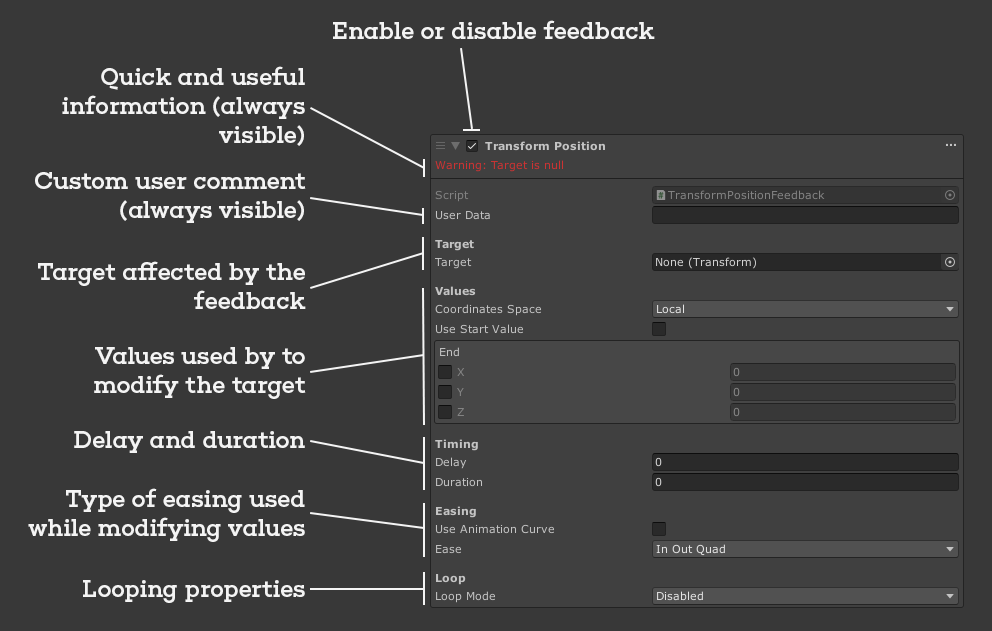 Enable or disable feedback
Quick and useful
information (always
visible)
Custom user comment
(always visible)
Target affected by the
feedback
Values used by to
modify the target
Delay and duration
Type of easing used
while modifying values
Looping properties
Transform Position
Warning: Target is null
Script TransformPositionFeedback
User Data
Target
Target None (Transform)
Values
Coordinates Space Local
Use Start Value
End
X 0
Y 0
Z 0
Timing
Delay 0
Duration 0
Easing
Use Animation Curve
Ease In Out Quad
Loop
Loop Mode Disabled